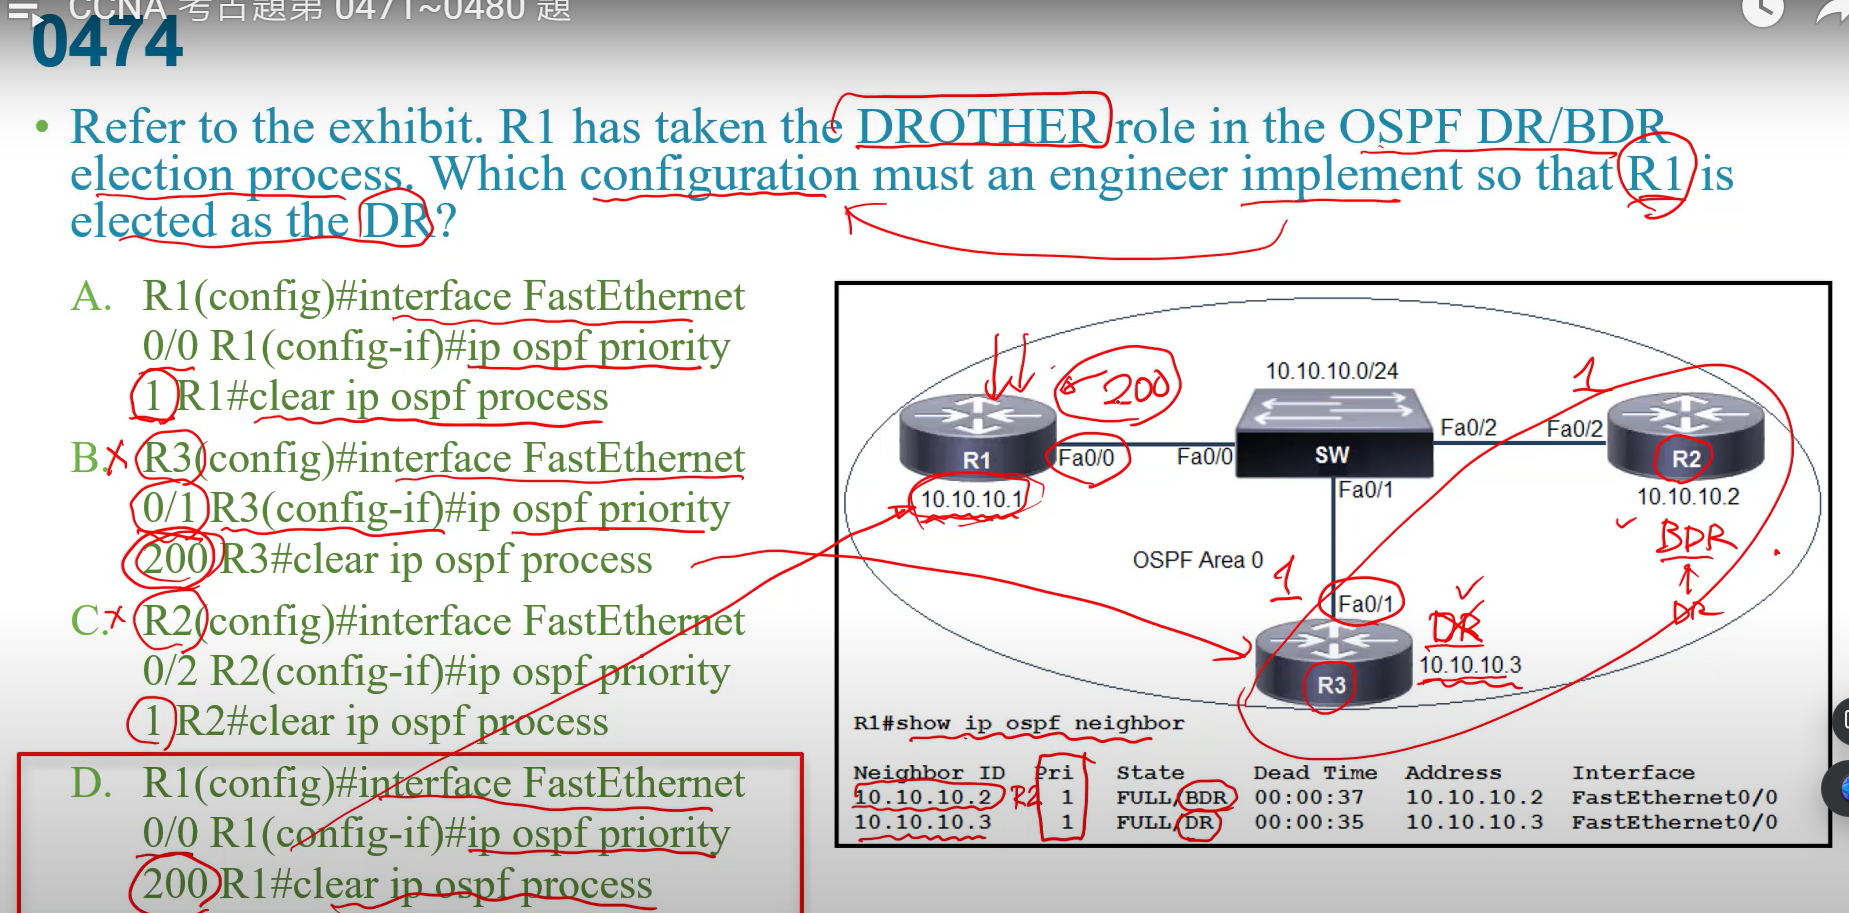 CCNA 考古題第 0471~0480 題
0474
• Refer to the exhibit. R1 has taken the DROTHER role in the OSPF DR/BDR
election process. Which configuration must an engineer implement so that R1 is
elected as the DR?
A. R1(config)#interface FastEthernet
0/0 R1(config-if)#ip ospf priority
1 R1#clear ip ospf process
B. R3(config)#interface FastEthernet
0/1 R3(config-if)#ip ospf priority
200 R3#clear ip ospf process
C. R2(config)#interface FastEthernet
0/2 R2(config-if)#ip ospf priority
1 R2#clear ip ospf process
D. R1(config)#interface FastEthernet
0/0 R1(config-if)#ip ospf priority
200 R1#clear ip ospf process
200
10.10.10.0/24
1
R1
Fa0/0
Fa0/0
SW
Fa0/2
Fa0/2
R2
10.10.10.1
Fa0/1
10.10.10.2
BDR
DR
OSPF Area 0
1
Fa0/1
DR
R3
10.10.10.3
R1#show ip ospf neighbor
Neighbor ID Pri State Dead Time Address Interface
10.10.10.2 R2 1 FULL/BDR 00:00:37 10.10.10.2 FastEthernet0/0
10.10.10.3 1 FULL/DR 00:00:35 10.10.10.3 FastEthernet0/0